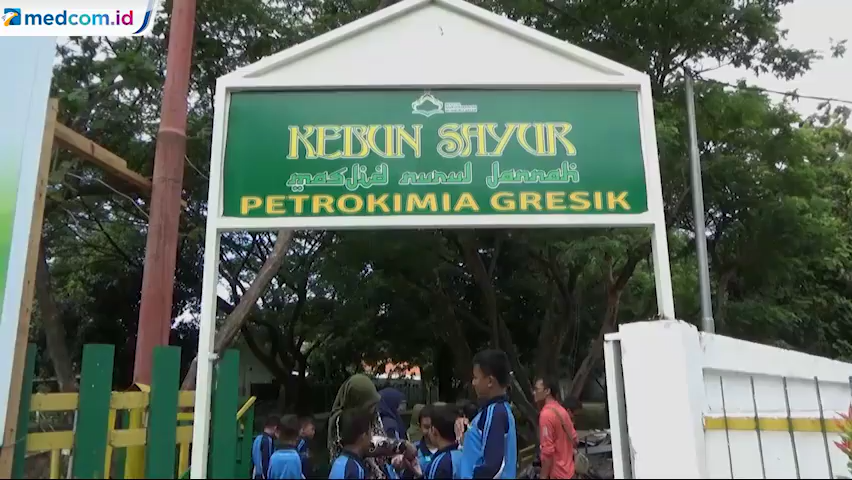 medcom.id
KEBUN SAYUR
masjid nurul jannah
PETROKIMIA GRESIK